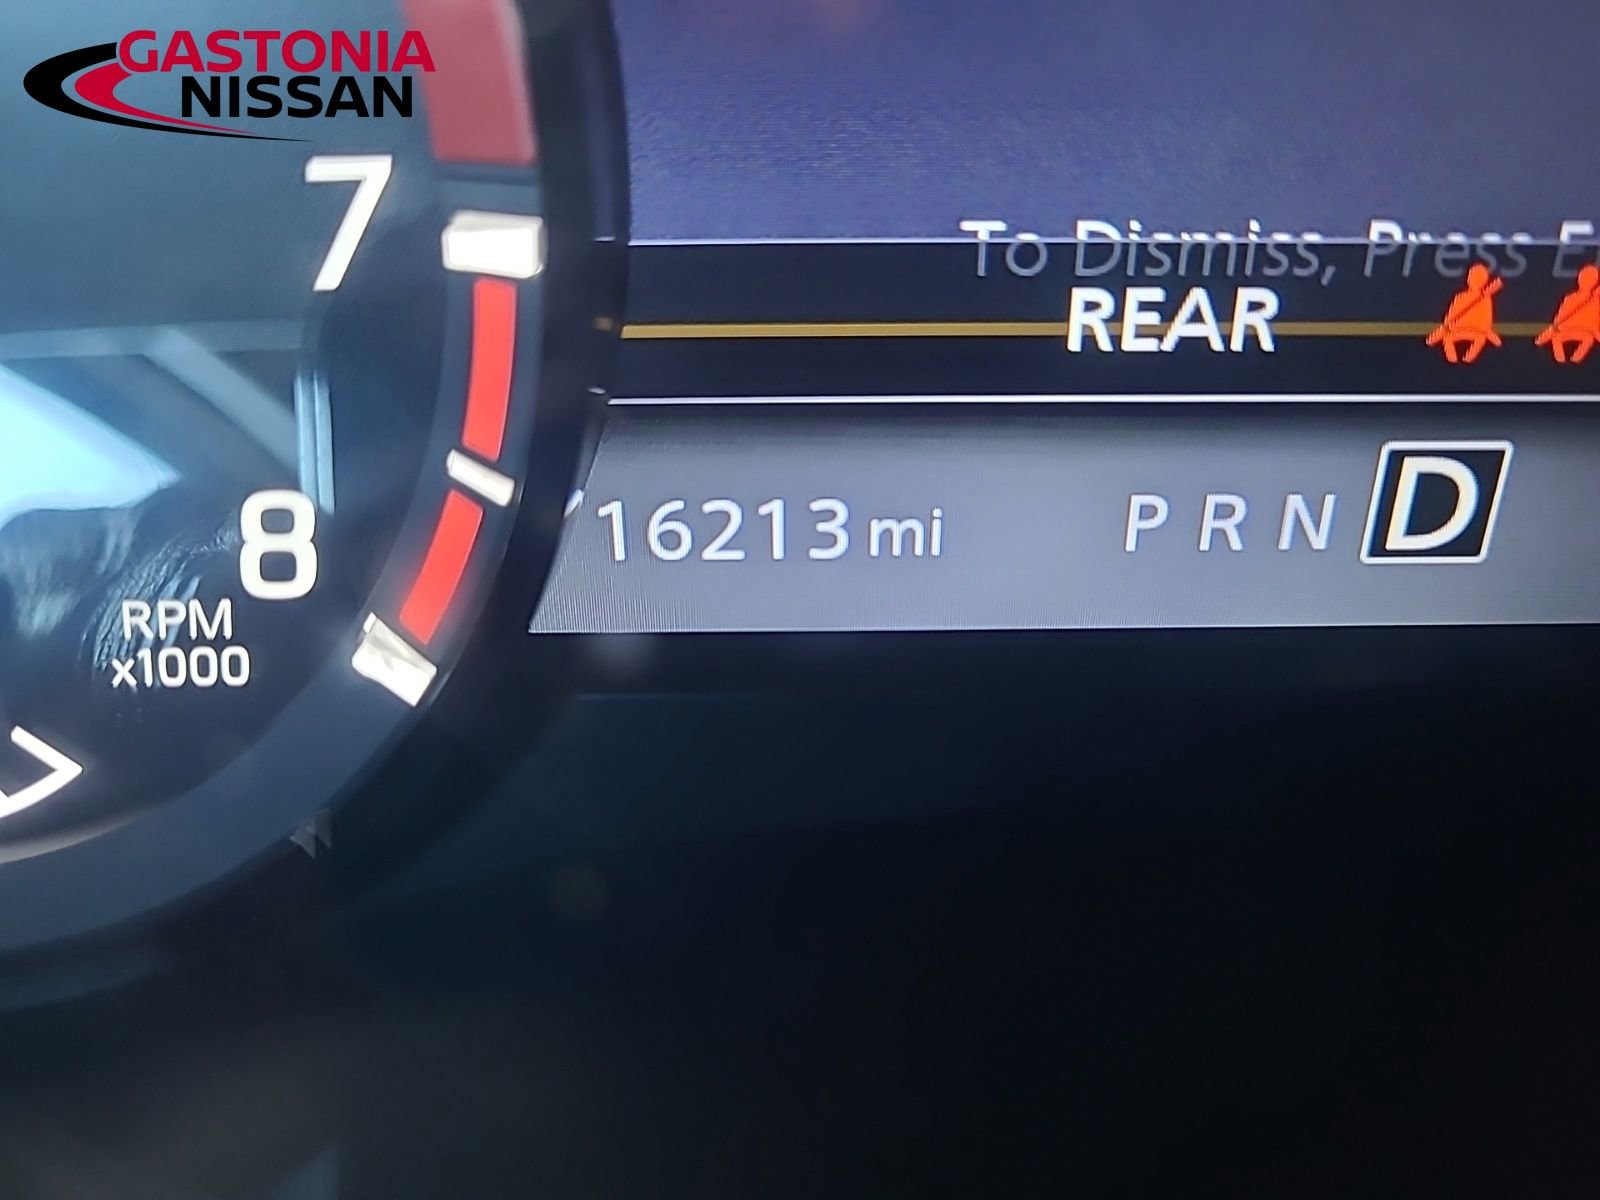 GASTONIA
NISSAN
7
To Dismiss, Press
REAR
8
16213 mi
P R N D
RPM
x1000